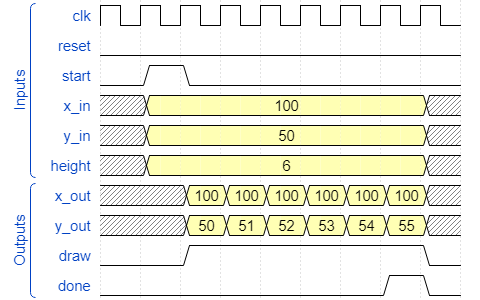 Inputs
clk
reset
start
x_in 100
y_in 50
height 6
Outputs
x_out 100 100 100 100 100 100
y_out 50 51 52 53 54 55
draw
done